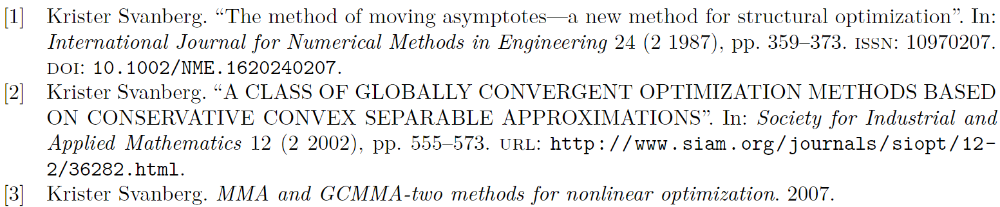 [1] Krister Svanberg. “The method of moving asymptotes—a new method for structural optimization”. In:
International Journal for Numerical Methods in Engineering 24 (2 1987), pp. 359–373. ISSN: 10970207.
DOI: 10.1002/NME.1620240207.
[2] Krister Svanberg. “A CLASS OF GLOBALLY CONVERGENT OPTIMIZATION METHODS BASED
ON CONSERVATIVE CONVEX SEPARABLE APPROXIMATIONS”. In: Society for Industrial and
Applied Mathematics 12 (2 2002), pp. 555–573. URL: http://www.siam.org/journals/siopt/12-
2/36282.html.
[3] Krister Svanberg. MMA and GCMMA-two methods for nonlinear optimization. 2007.